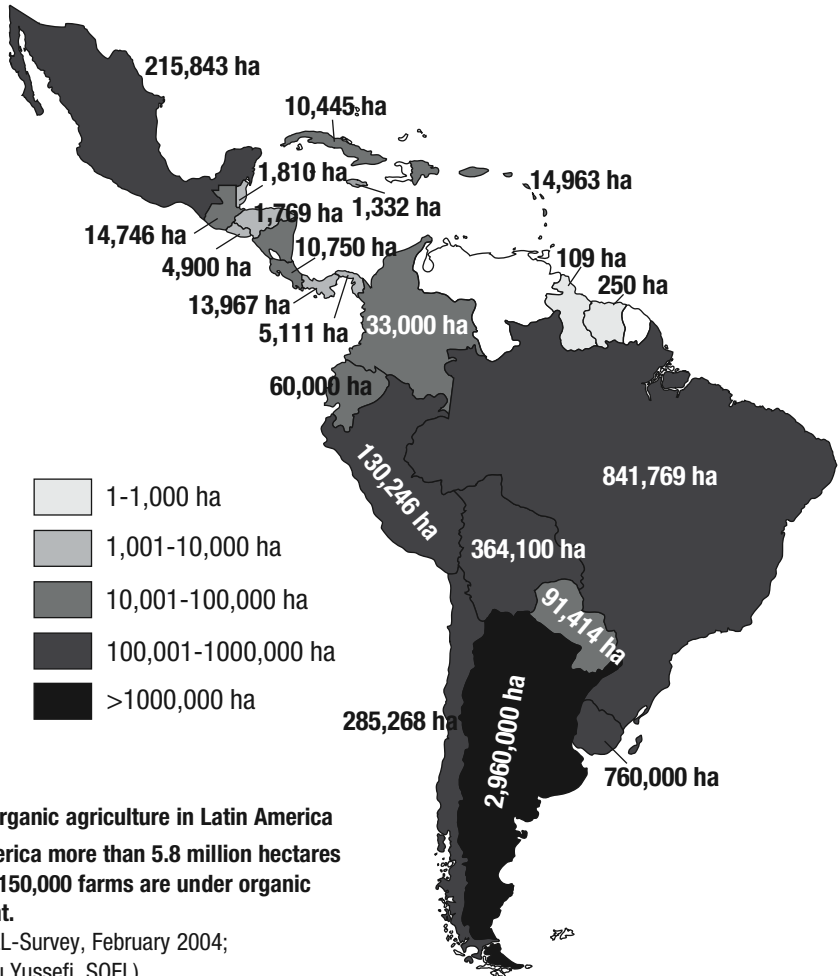 215,843 ha
10,445 ha
1,810 ha
14,963 ha
1,769 ha
1,332 ha
14,746 ha
10,750 ha
4,900 ha
109 ha
250 ha
13,967 ha
5,111 ha
33,000 ha
60,000 ha
130,246 ha
841,769 ha
364,100 ha
91,414 ha
1-1,000 ha
1,001-10,000 ha
10,001-100,000 ha
100,001-1000,000 ha
>1000,000 ha
285,268 ha
2,960,000 ha
760,000 ha
rganic agriculture in Latin America
erica more than 5.8 million hectares
150,000 farms are under organic
nt.
L-Survey, February 2004;
u Yussefi, SOEL)